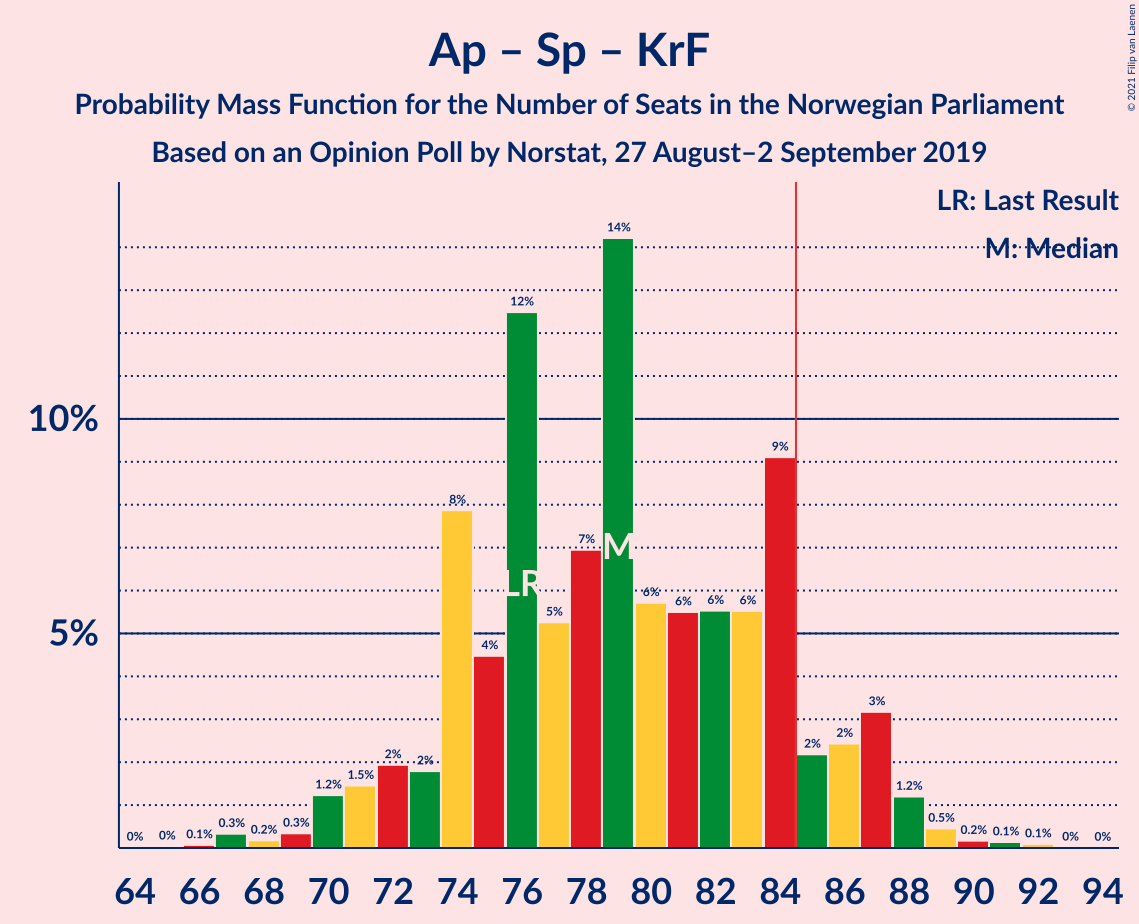 © 2021 Filip van Laenen
Ap – Sp – KrF
Probability Mass Function for the Number of Seats in the Norwegian Parliament
Based on an Opinion Poll by Norstat, 27 August–2 September 2019
LR: Last Result
M: Median
10%
5%
0% 0% 0.1% 0.3% 0.2% 0.3% 1.2% 1.5% 2% 2% 8% 4% 12% 5% 7% 14% 6% 6% 6% 6% 9% 2% 2% 3% 1.2% 0.5% 0.2% 0.1% 0.1% 0% 0%
LR M
64 66 68 70 72 74 76 78 80 82 84 86 88 90 92 94